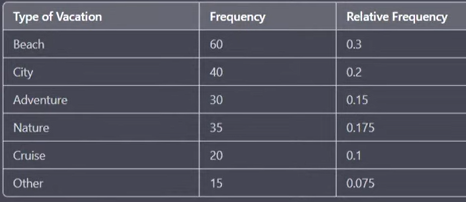 Type of Vacation Frequency Relative Frequency
Beach 60 0.3
City 40 0.2
Adventure 30 0.15
Nature 35 0.175
Cruise 20 0.1
Other 15 0.075